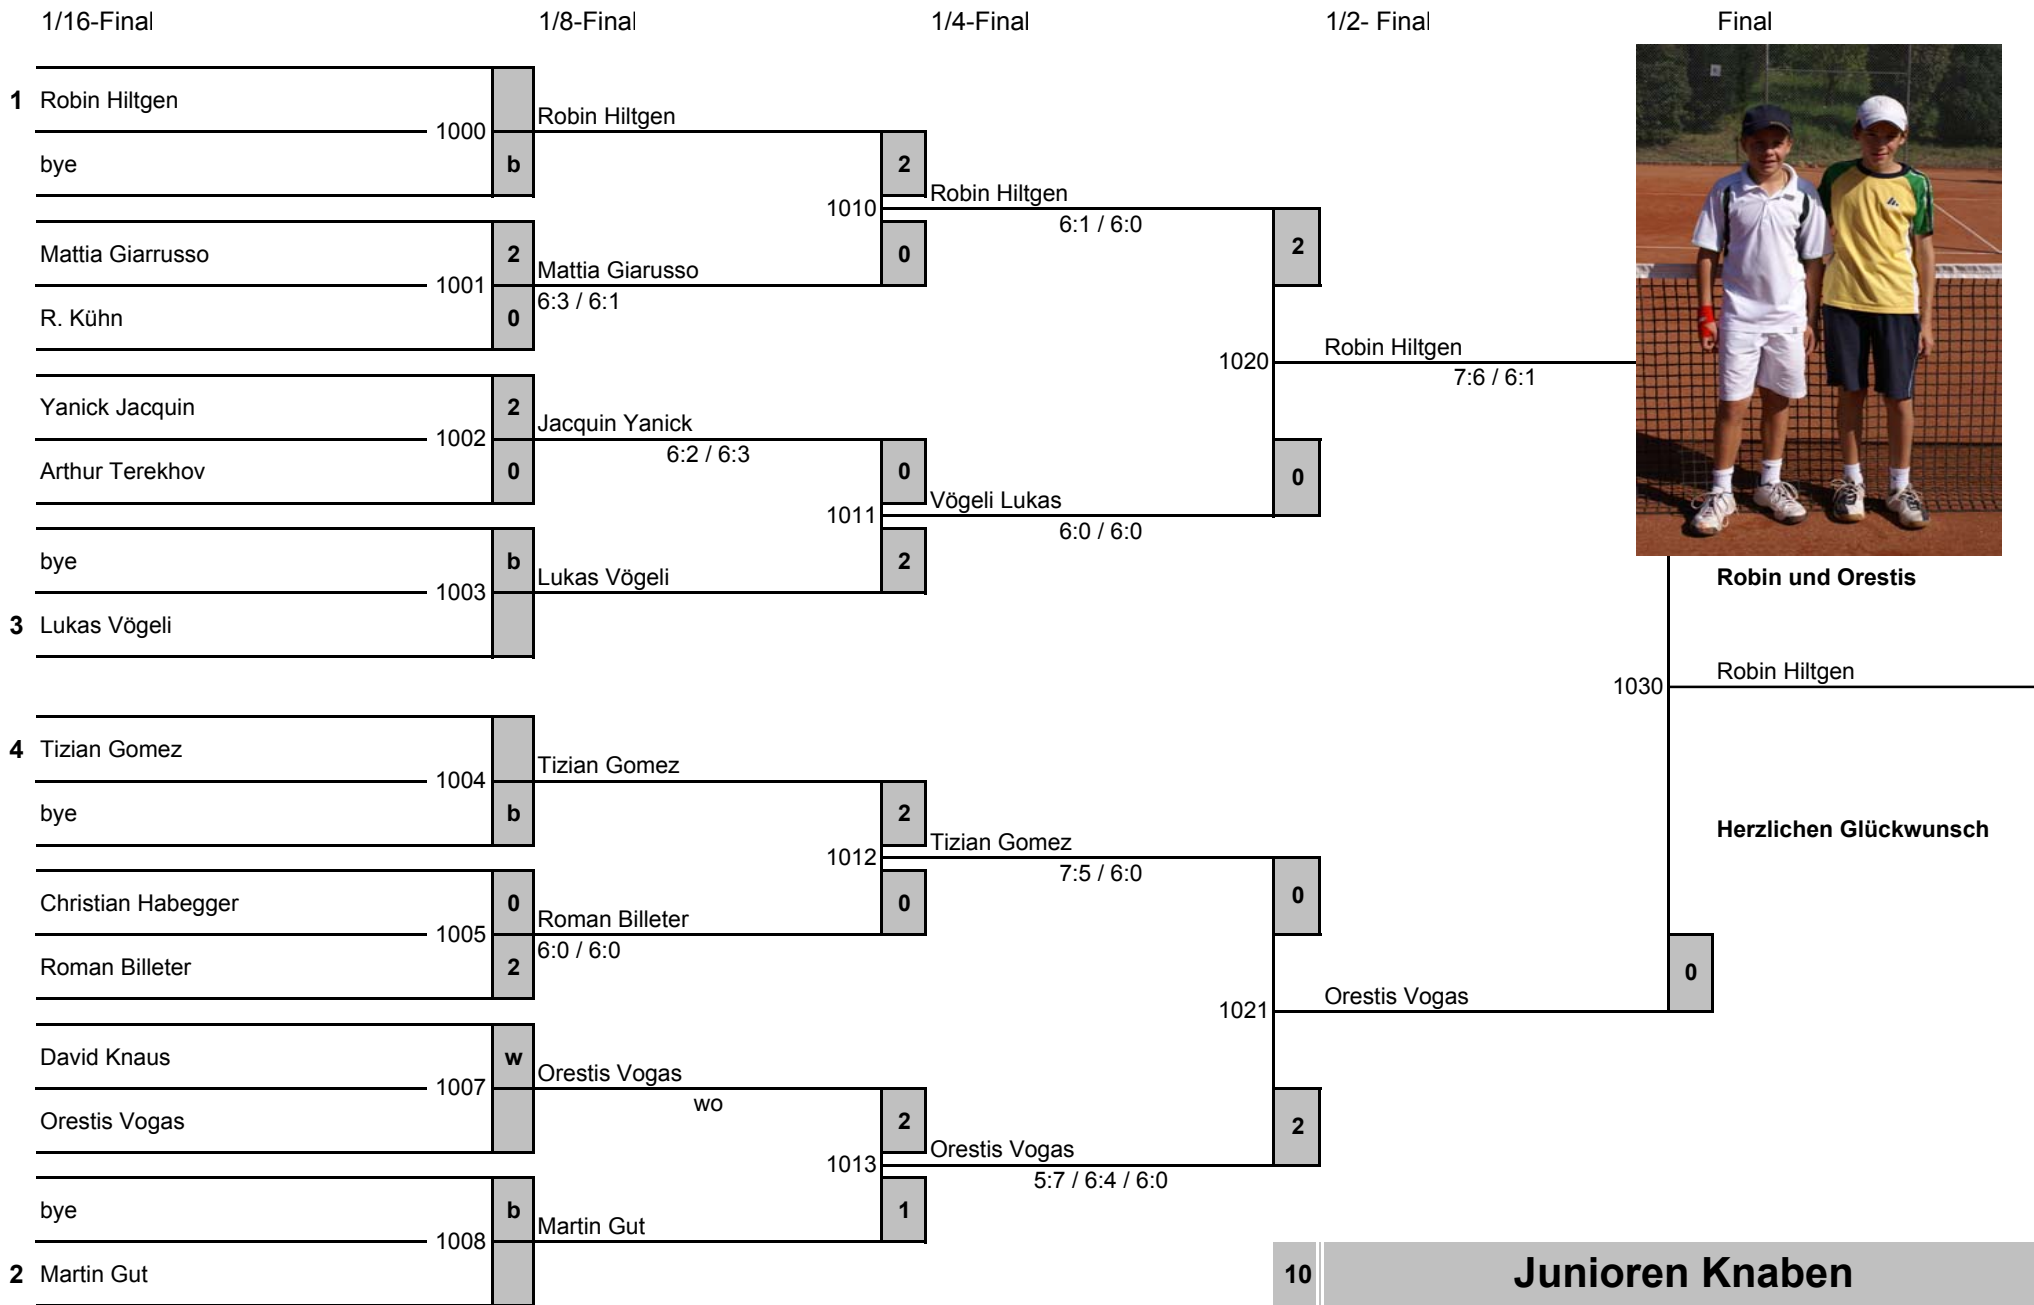 1/16-Final 1/8-Final 1/4-Final 1/2- Final Final
1 Robin Hiltgen
1000 Robin Hiltgen
bye b 2
1010 Robin Hiltgen
6:1 / 6:0
Mattia Giarrusso 2 0 2
1001 Mattia Giarusso
R. Kühn 0 6:3 / 6:1
1020 Robin Hiltgen
7:6 / 6:1
Yanick Jacquin 2
1002 Jacquin Yanick
6:2 / 6:3
Arthur Terekhov 0 0 0
1011 Vögeli Lukas
6:0 / 6:0
bye b 2
1003 Lukas Vögeli
Robin und Orestis
3 Lukas Vögeli
1030 Robin Hiltgen
4 Tizian Gomez
1004 Tizian Gomez
bye b 2
Herzlichen Glückwunsch
1012 Tizian Gomez
7:5 / 6:0
Christian Habegger 0 0 0
1005 Roman Billeter
6:0 / 6:0
Roman Billeter 2 0
1021 Orestis Vogas
David Knaus w
1007 Orestis Vogas
wo
Orestis Vogas 2 2
1013 Orestis Vogas
5:7 / 6:4 / 6:0
bye b 1
1008 Martin Gut
2 Martin Gut
10 Junioren Knaben